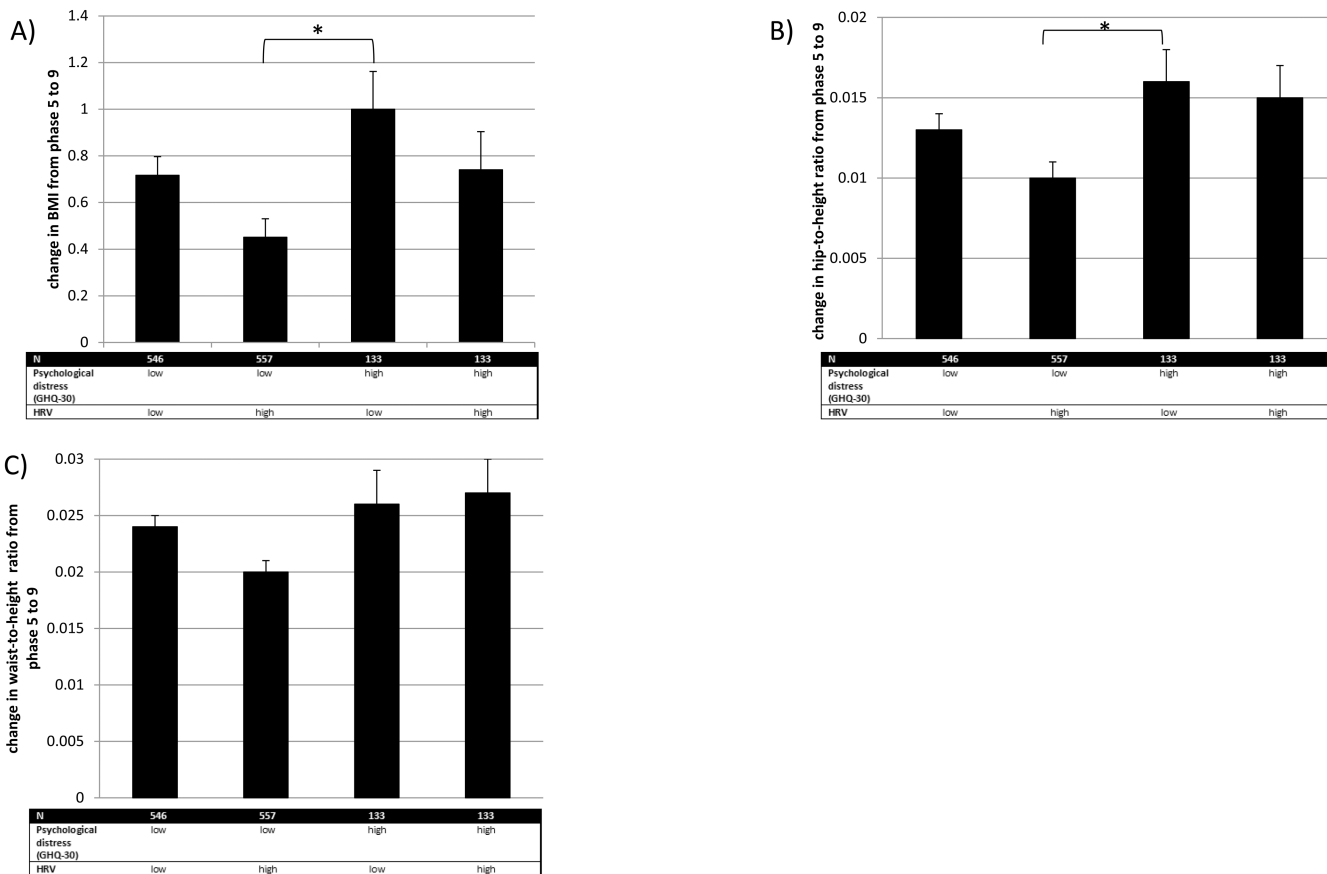 A)
change in BMI from phase 5 to 9
1.4
1.2
1
0.8
0.6
0.4
0.2
0
*
N 546 557 133 133
Psychological low low high high
distress
(GHQ-30)
HRV low high low high
B)
change in hip-to-height ratio from phase 5 to 9
0.02
0.015
0.01
0.005
0
*
N 546 557 133 133
Psychological low low high high
distress
(GHQ-30)
HRV low high low high
C)
change in waist-to-height ratio from
phase 5 to 9
0.03
0.025
0.02
0.015
0.01
0.005
0
N 546 557 133 133
Psychological low low high high
distress
(GHQ-30)
HRV low high low high